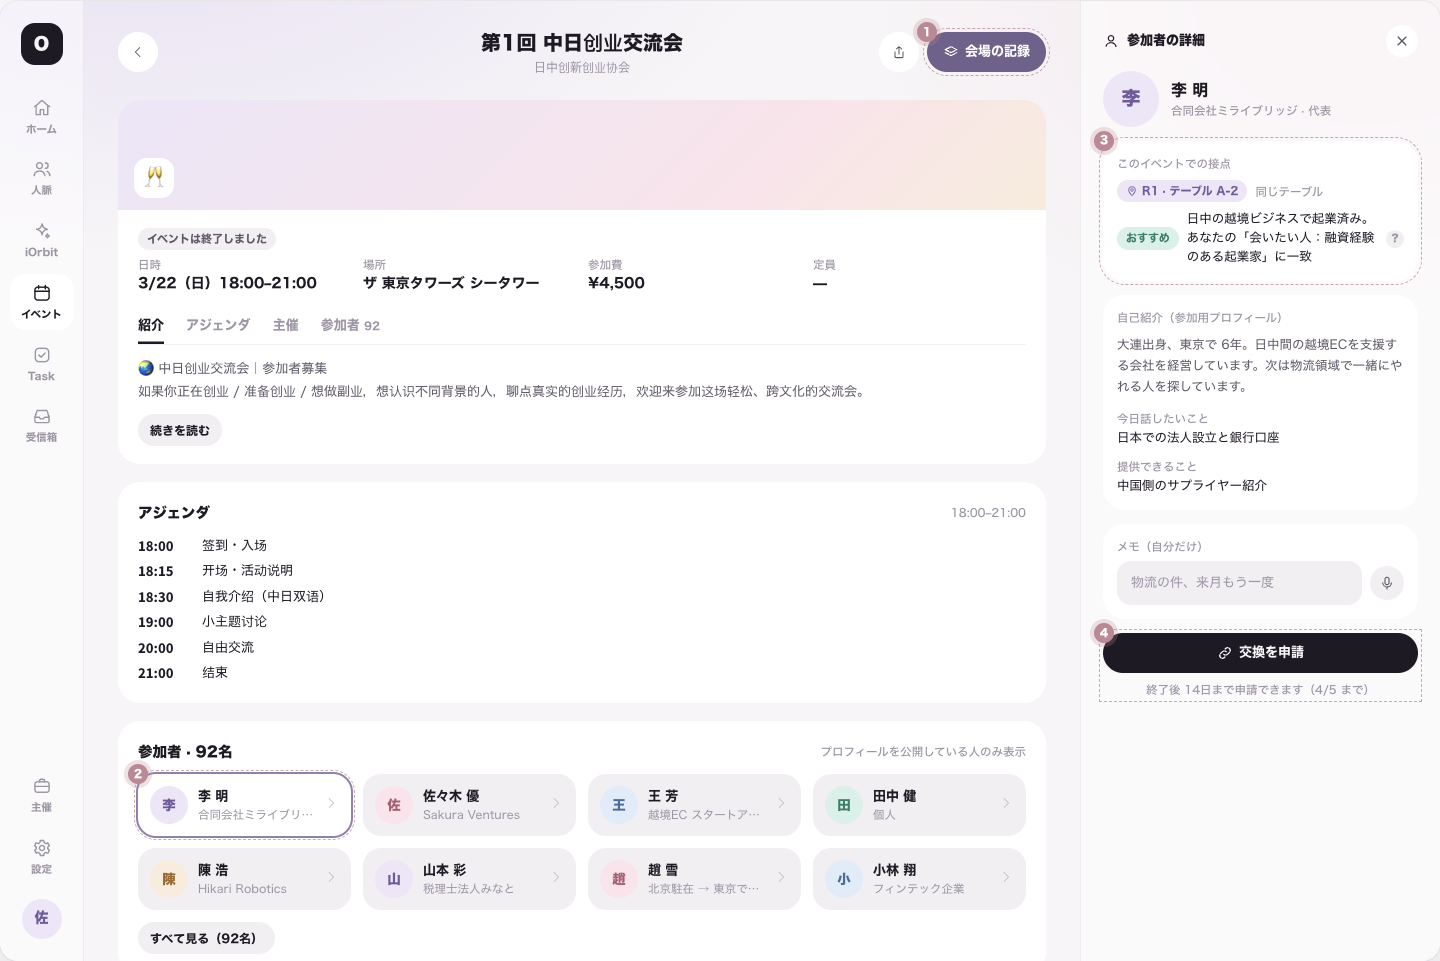 O
ホーム
人脈
iOrbit
イベント
Task
受信箱
主催
設定
佐
第1回 中日创业交流会
日中创新创业协会
1
会場の記録
イベントは終了しました
日時
3/22（日）18:00–21:00
場所
ザ 東京タワーズ シータワー
参加費
¥4,500
定員
—
紹介 アジェンダ 主催 参加者 92
🌏 中日创业交流会｜参加者募集
如果你正在创业 / 准备创业 / 想做副业，想认识不同背景的人，聊点真实的创业经历，欢迎来参加这场轻松、跨文化的交流会。
続きを読む
アジェンダ 18:00–21:00
18:00 签到・入场
18:15 开场・活动说明
18:30 自我介绍（中日双语）
19:00 小主题讨论
20:00 自由交流
21:00 结束
参加者 · 92名 プロフィールを公開している人のみ表示
2
李
李 明
合同会社ミライブリ…
佐
佐々木 優
Sakura Ventures
王
王 芳
越境EC スタートア…
田
田中 健
個人
陳
陳 浩
Hikari Robotics
山
山本 彩
税理士法人みなと
趙
趙 雪
北京駐在 → 東京で…
小
小林 翔
フィンテック企業
すべて見る（92名）
参加者の詳細
李
李 明
合同会社ミライブリッジ · 代表
3
このイベントでの接点
R1 · テーブル A-2 同じテーブル
おすすめ
日中の越境ビジネスで起業済み。
あなたの「会いたい人：融資経験
のある起業家」に一致
?
自己紹介（参加用プロフィール）
大連出身、東京で 6年。日中間の越境ECを支援す
る会社を経営しています。次は物流領域で一緒にや
れる人を探しています。
今日話したいこと
日本での法人設立と銀行口座
提供できること
中国側のサプライヤー紹介
メモ（自分だけ）
物流の件、来月もう一度
4
交換を申請
終了後 14日まで申請できます（4/5 まで）